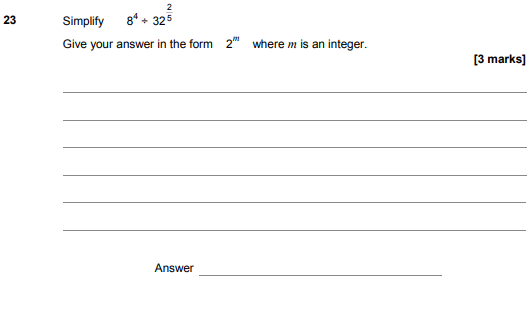 23 Simplify 8⁴ ÷ 32^(2/5)
Give your answer in the form 2ᵐ where m is an integer.
[3 marks]
Answer